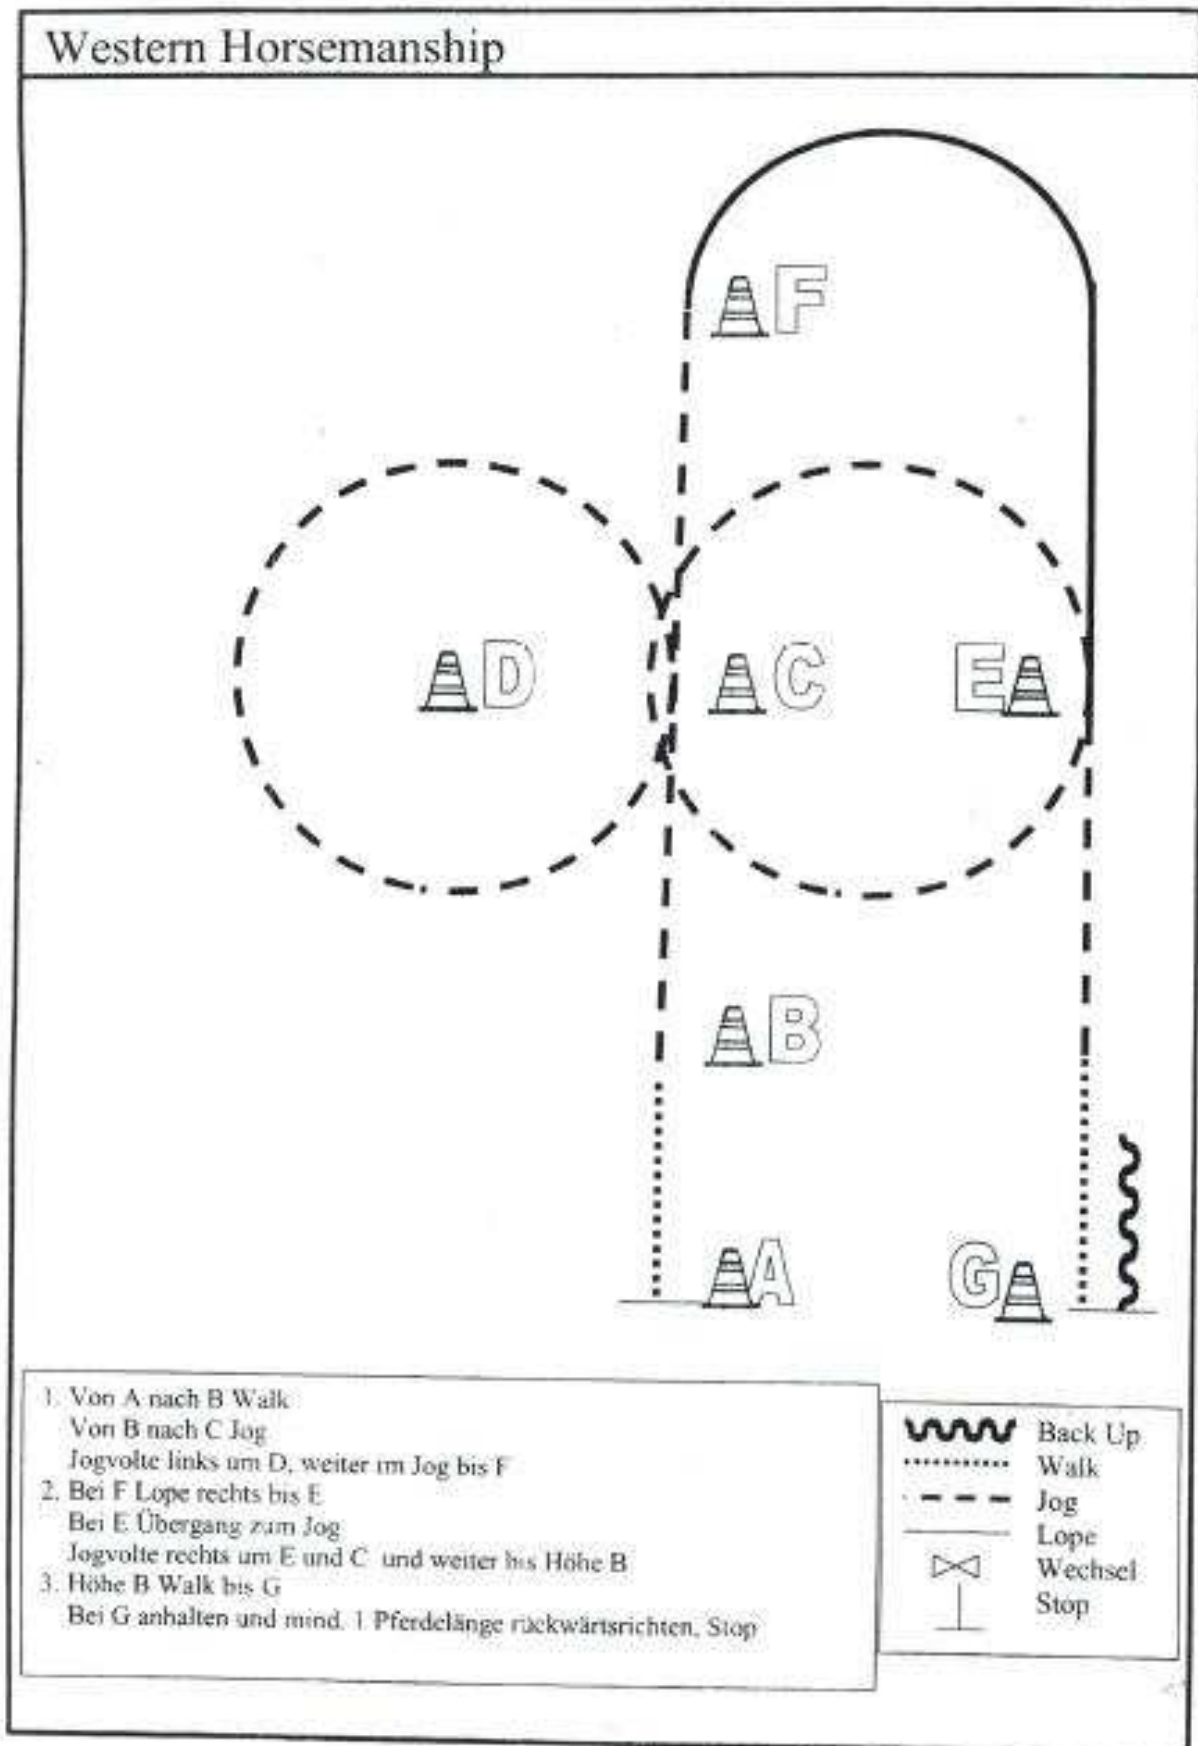 Western Horsemanship
F
D
C
E
B
A
G
1. Von A nach B Walk
Von B nach C Jog
Jogvolte links um D, weiter im Jog bis F
2. Bei F Lope rechts bis E
Bei E Übergang zum Jog
Jogvolte rechts um E und C und weiter bis Höhe B
3. Höhe B Walk bis G
Bei G anhalten und mind. 1 Pferdelänge rückwärtsrichten, Stop
Back Up
Walk
Jog
Lope
Wechsel
Stop